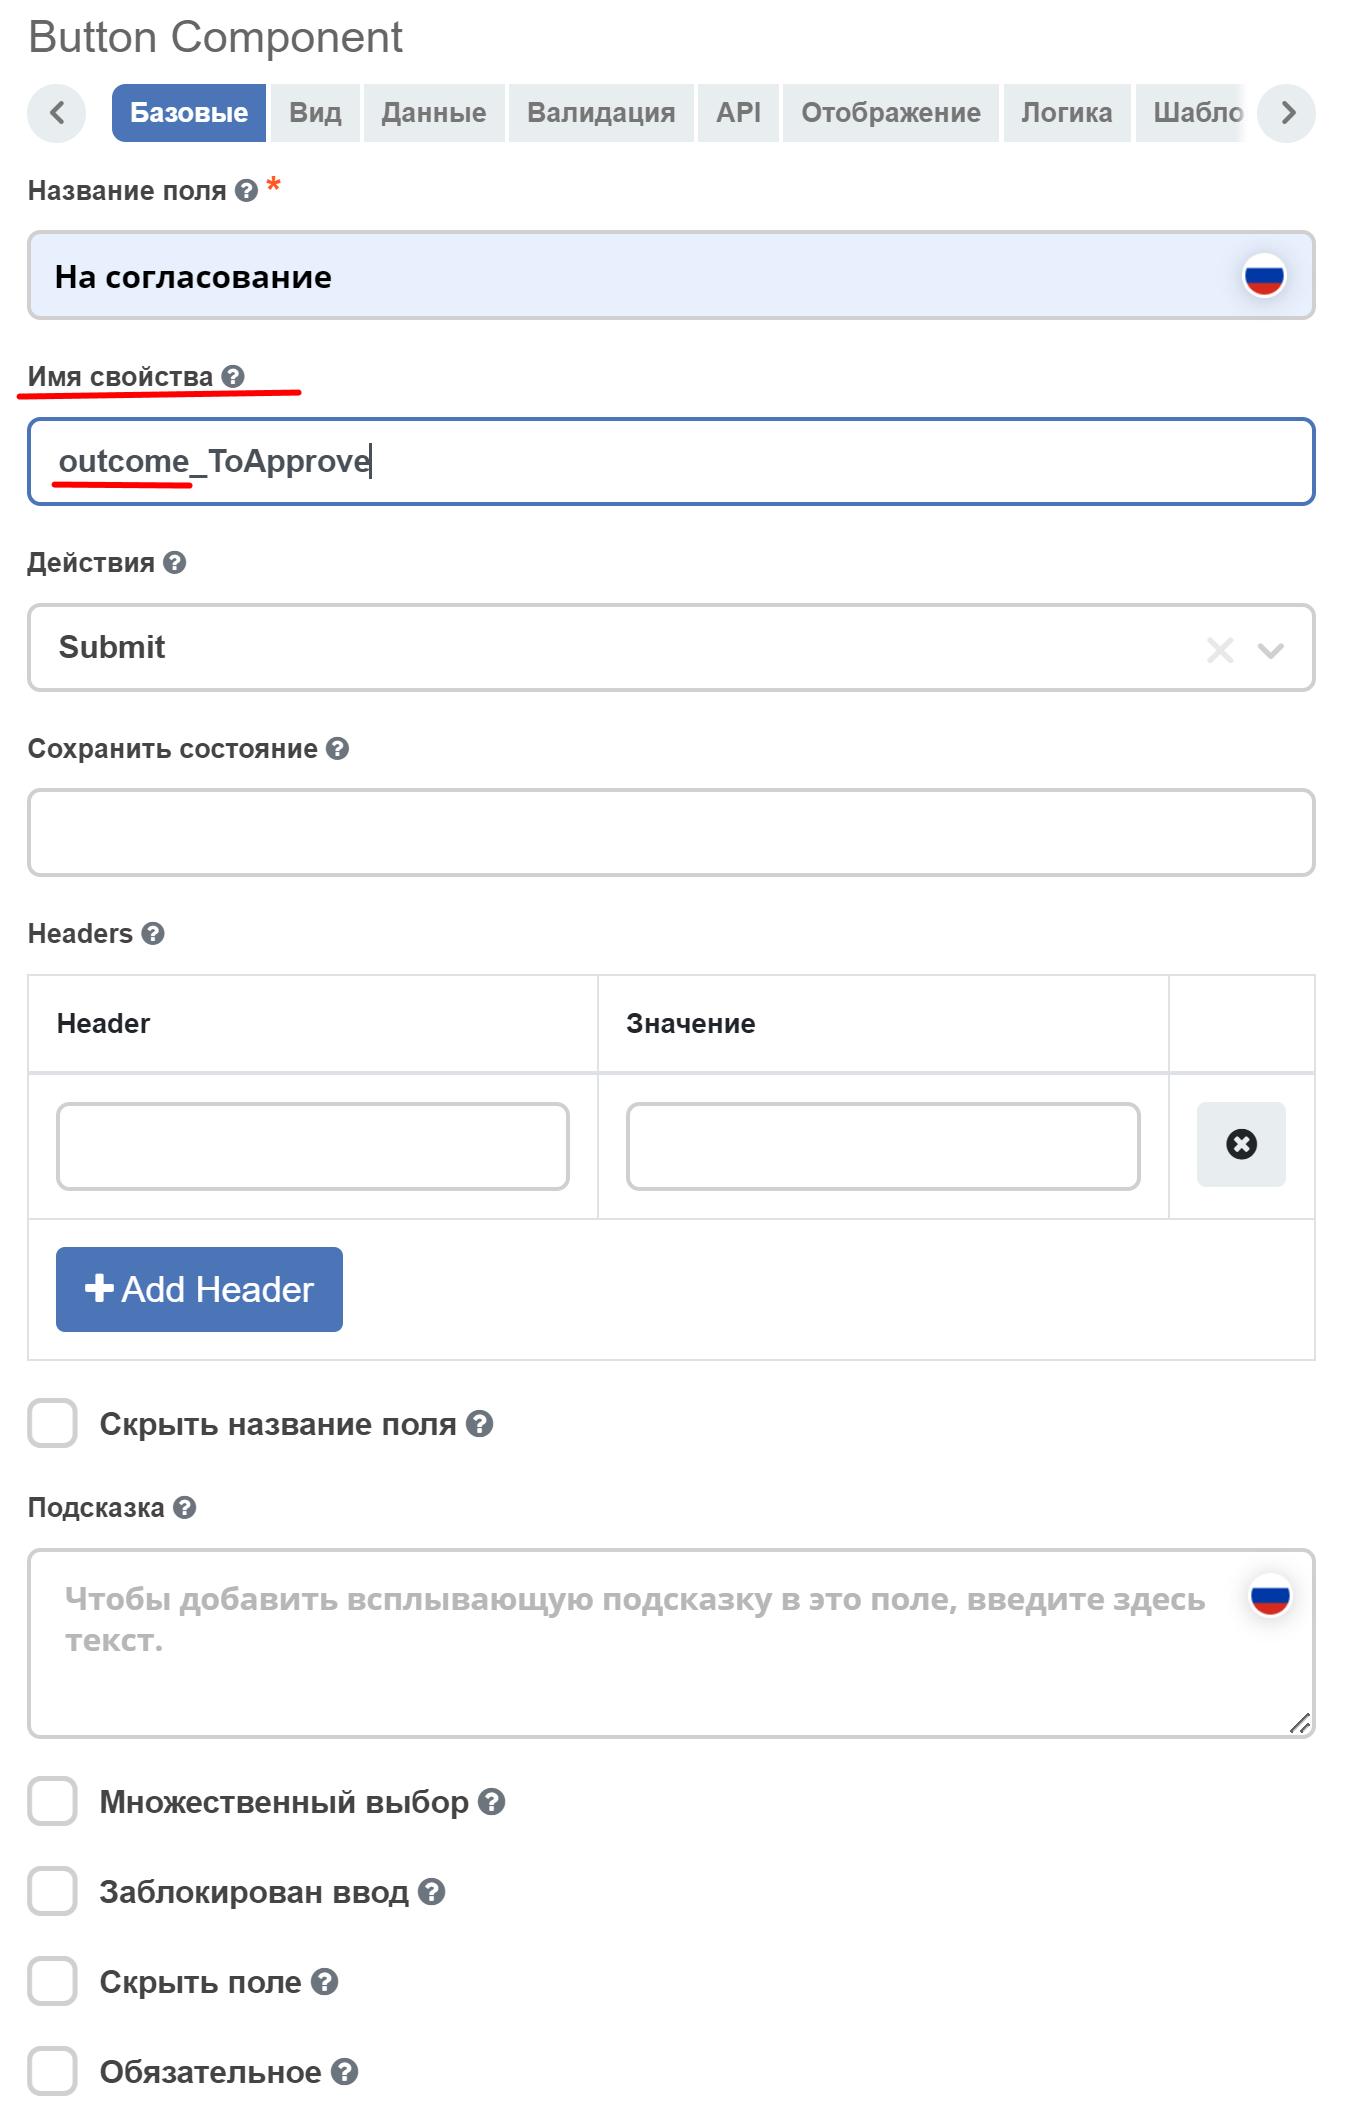 Button Component
Базовые Вид Данные Валидация API Отображение Логика Шабло
Название поля *
На согласование
Имя свойства
outcome_ToApprove
Действия
Submit
Сохранить состояние
Headers
Header Значение
Add Header
Скрыть название поля
Подсказка
Чтобы добавить всплывающую подсказку в это поле, введите здесь
текст.
Множественный выбор
Заблокирован ввод
Скрыть поле
Обязательное